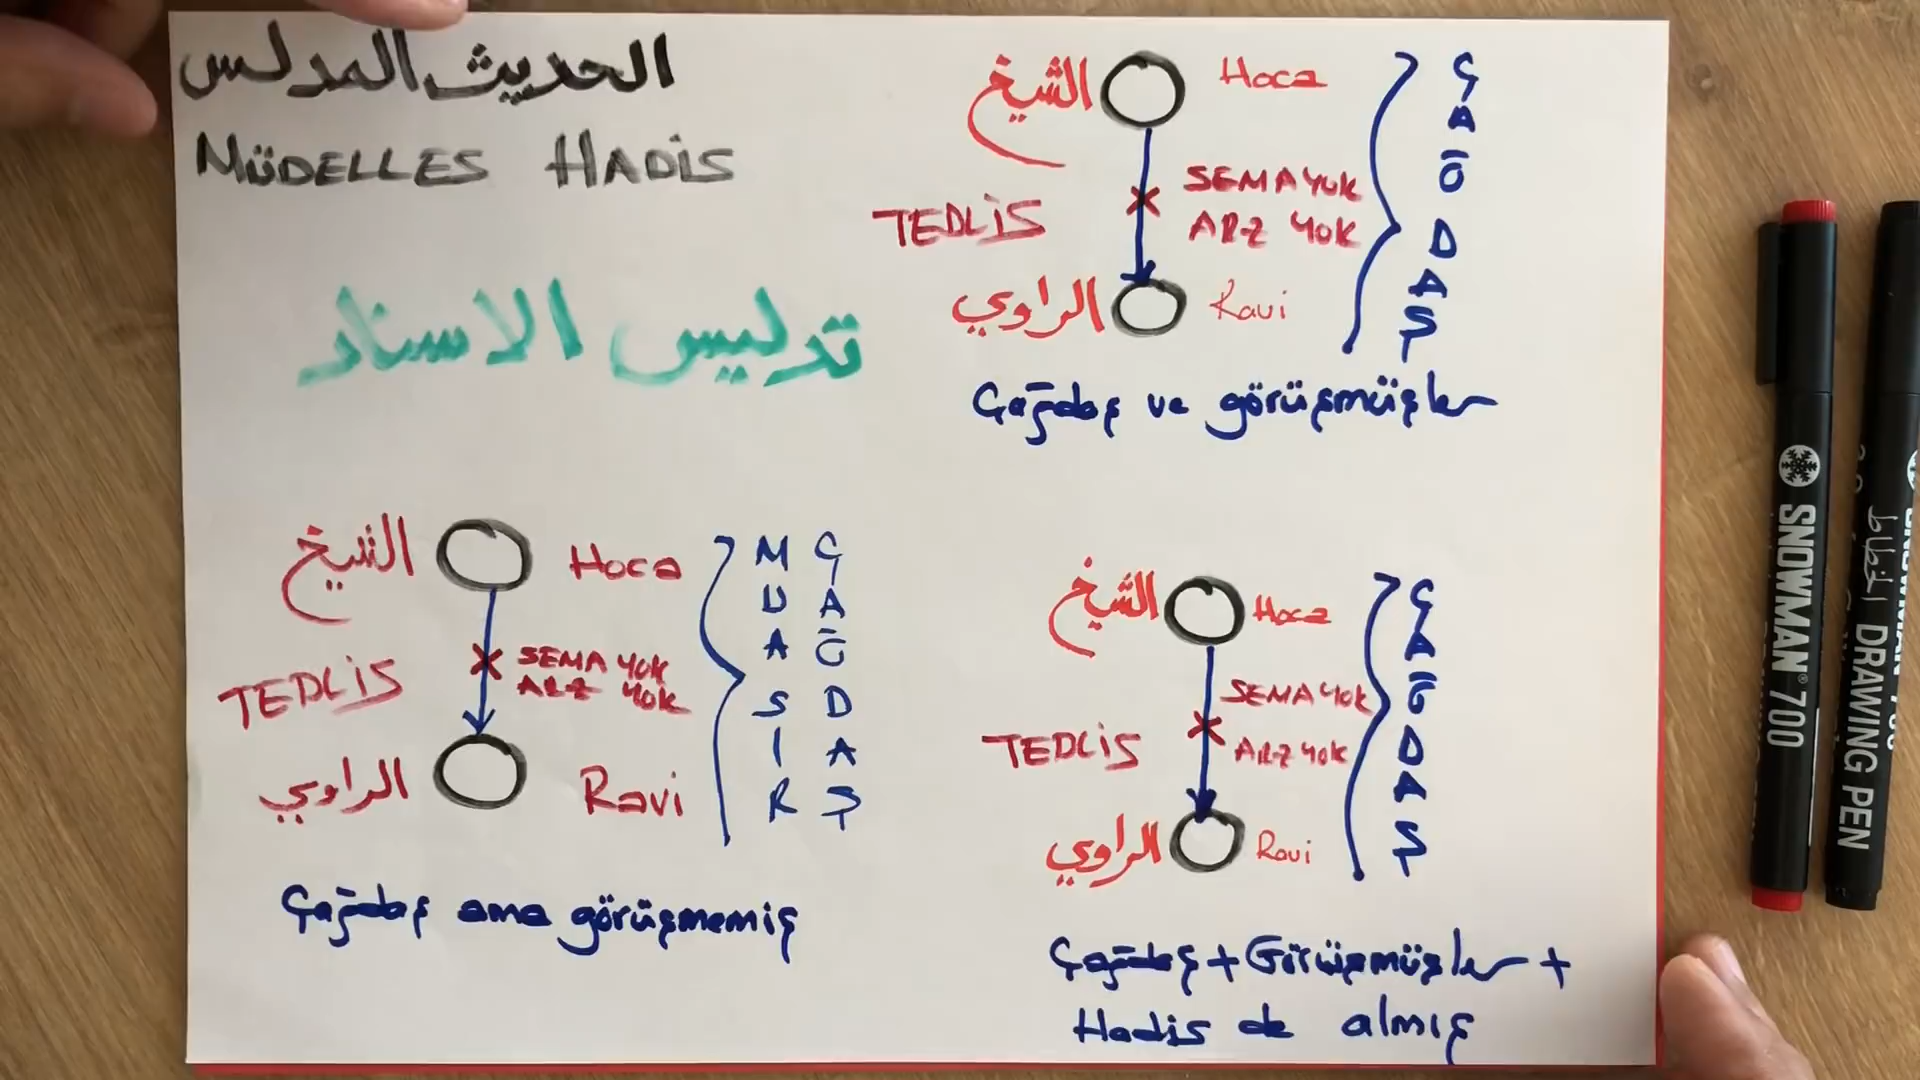 الحديث المدلس
MÜDELLES HADİS
تدليس الاسناد
الشيخ
Hoca
TEDLİS
SEMA YOK
ARZ YOK
الراوي
Ravi
ÇAĞDAŞ
Çağdaş ve görüşmüşler
الشيخ
Hoca
TEDLİS
SEMA YOK
ARZ YOK
الراوي
Ravi
MUASIR
ÇAĞDAŞ
Çağdaş ama görüşmemiş
الشيخ
Hoca
SEMA YOK
TEDLİS
ARZ YOK
الراوي
Ravi
ÇAĞDAŞ
Çağdaş + Görüşmüşler +
Hadis de almış
SNOWMAN® 700
DRAWING PEN
الخطاط